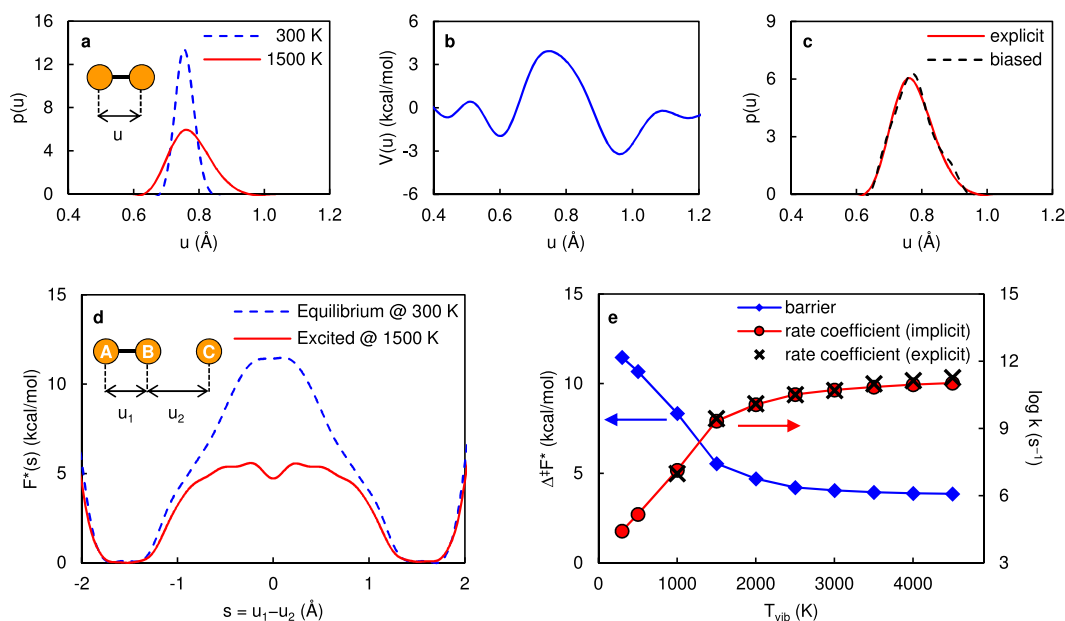 a
300 K
1500 K
u
p(u)
16
12
8
4
0
0.4 0.6 0.8 1.0 1.2
u (Å)
b
V(u) (kcal/mol)
6
3
0
-3
-6
0.4 0.6 0.8 1.0 1.2
u (Å)
c
explicit
biased
p(u)
9
6
3
0
0.4 0.6 0.8 1.0 1.2
u (Å)
d
Equilibrium @ 300 K
Excited @ 1500 K
A B C
u₁ u₂
F*(s) (kcal/mol)
15
10
5
0
-2 -1 0 1 2
s = u₁–u₂ (Å)
e
barrier
rate coefficient (implicit)
rate coefficient (explicit)
Δ‡F* (kcal/mol)
15
10
5
0
0 1000 2000 3000 4000
T_vib (K)
15
12
9
6
3
log k (s⁻¹)